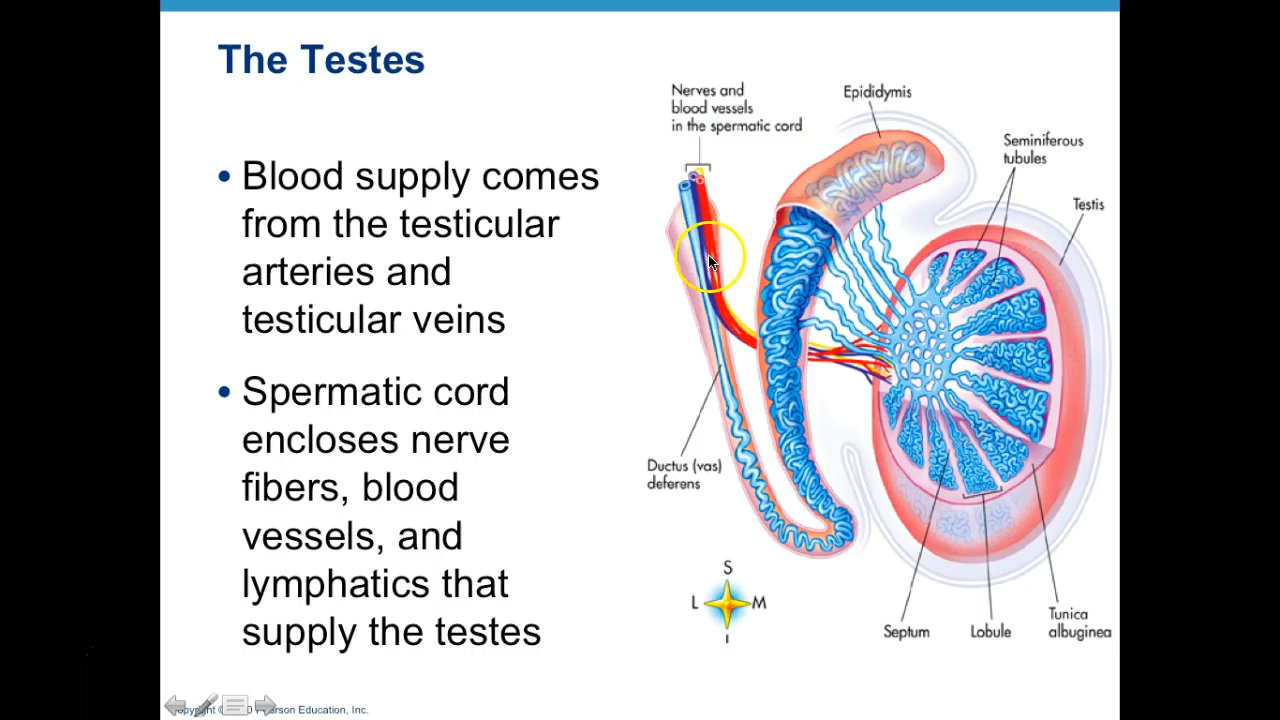 The Testes
• Blood supply comes
from the testicular
arteries and
testicular veins
• Spermatic cord
encloses nerve
fibers, blood
vessels, and
lymphatics that
supply the testes
Nerves and
blood vessels
in the spermatic cord
Epididymis
Seminiferous
tubules
Testis
Ductus (vas)
deferens
S
L M
I
Septum
Lobule
Tunica
albuginea
Education, Inc.